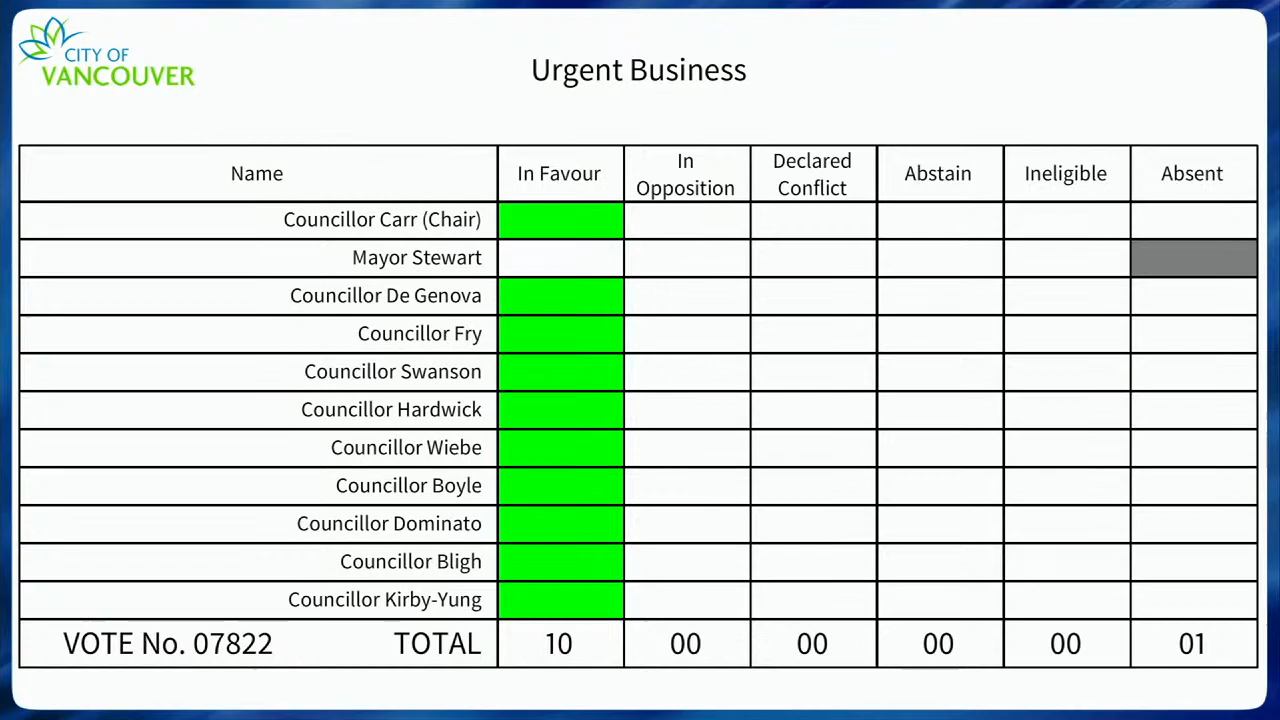 CITY OF
VANCOUVER
Urgent Business
Name In Favour In Opposition Declared Conflict Abstain Ineligible Absent
Councillor Carr (Chair)
Mayor Stewart
Councillor De Genova
Councillor Fry
Councillor Swanson
Councillor Hardwick
Councillor Wiebe
Councillor Boyle
Councillor Dominato
Councillor Bligh
Councillor Kirby-Yung
VOTE No. 07822 TOTAL 10 00 00 00 00 01